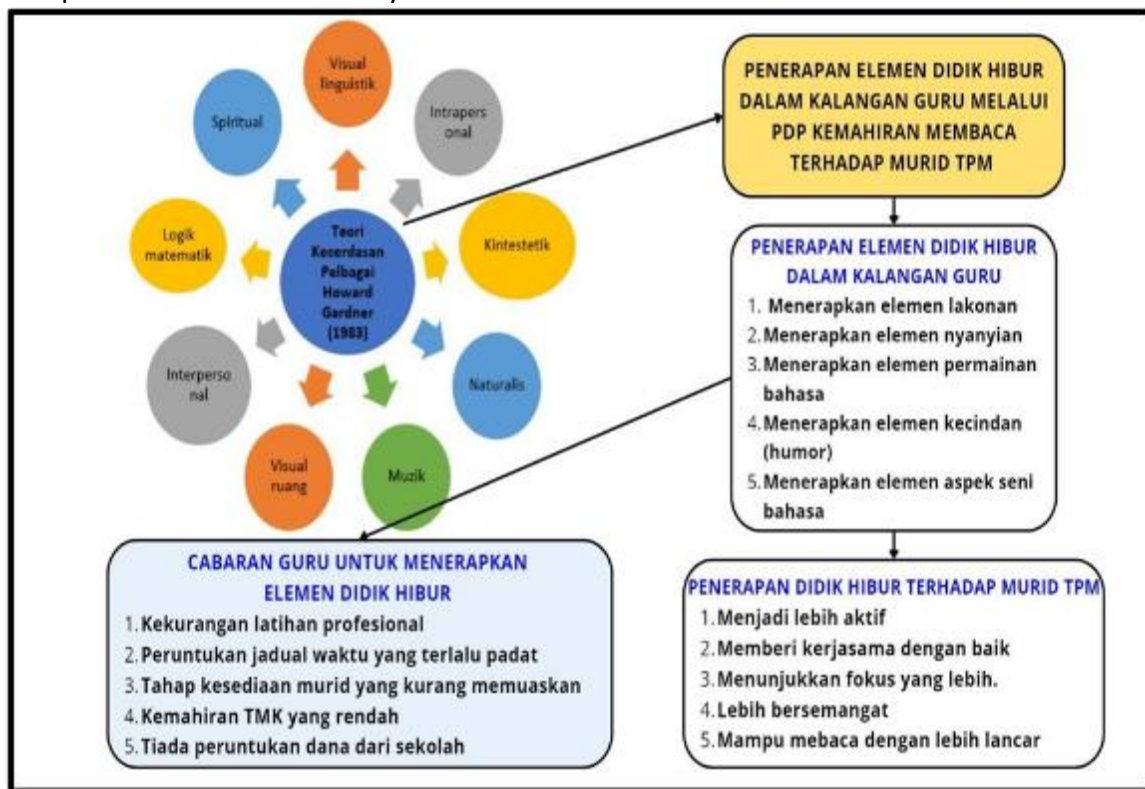 Visual
linguistik
Intrapers
onal
Kintestetik
Naturalis
Muzik
Visual
ruang
Interperso
nal
Logik
matematik
Spiritual
Teori
Kecerdasan
Pelbagai
Howard
Gardner
(1983)
PENERAPAN ELEMEN DIDIK HIBUR
DALAM KALANGAN GURU MELALUI
PDP KEMAHIRAN MEMBACA
TERHADAP MURID TPM
PENERAPAN ELEMEN DIDIK HIBUR
DALAM KALANGAN GURU
1. Menerapkan elemen lakonan
2. Menerapkan elemen nyanyian
3. Menerapkan elemen permainan
bahasa
4. Menerapkan elemen kecindan
(humor)
5. Menerapkan elemen aspek seni
bahasa
CABARAN GURU UNTUK MENERAPKAN
ELEMEN DIDIK HIBUR
1. Kekurangan latihan profesional
2. Peruntukan jadual waktu yang terlalu padat
3. Tahap kesediaan murid yang kurang memuaskan
4. Kemahiran TMK yang rendah
5. Tiada peruntukan dana dari sekolah
PENERAPAN DIDIK HIBUR TERHADAP MURID TPM
1. Menjadi lebih aktif
2. Memberi kerjasama dengan baik
3. Menunjukkan fokus yang lebih.
4. Lebih bersemangat
5. Mampu mebaca dengan lebih lancar